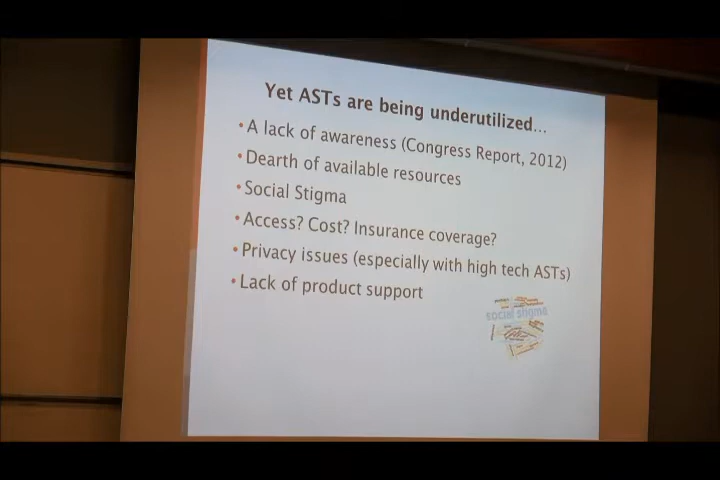 Yet ASTs are being underutilized...
• A lack of awareness (Congress Report, 2012)
• Dearth of available resources
• Social Stigma
• Access? Cost? Insurance coverage?
• Privacy issues (especially with high tech ASTs)
• Lack of product support
social stigma